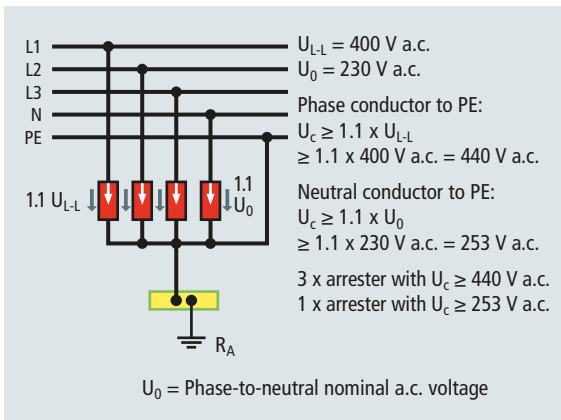 L1
L2
L3
N
PE
U_L-L = 400 V a.c.
U_0 = 230 V a.c.
Phase conductor to PE:
U_c ≥ 1.1 x U_L-L
≥ 1.1 x 400 V a.c. = 440 V a.c.
Neutral conductor to PE:
U_c ≥ 1.1 x U_0
≥ 1.1 x 230 V a.c. = 253 V a.c.
3 x arrester with U_c ≥ 440 V a.c.
1 x arrester with U_c ≥ 253 V a.c.
1.1 U_L-L
1.1
U_0
R_A
U_0 = Phase-to-neutral nominal a.c. voltage